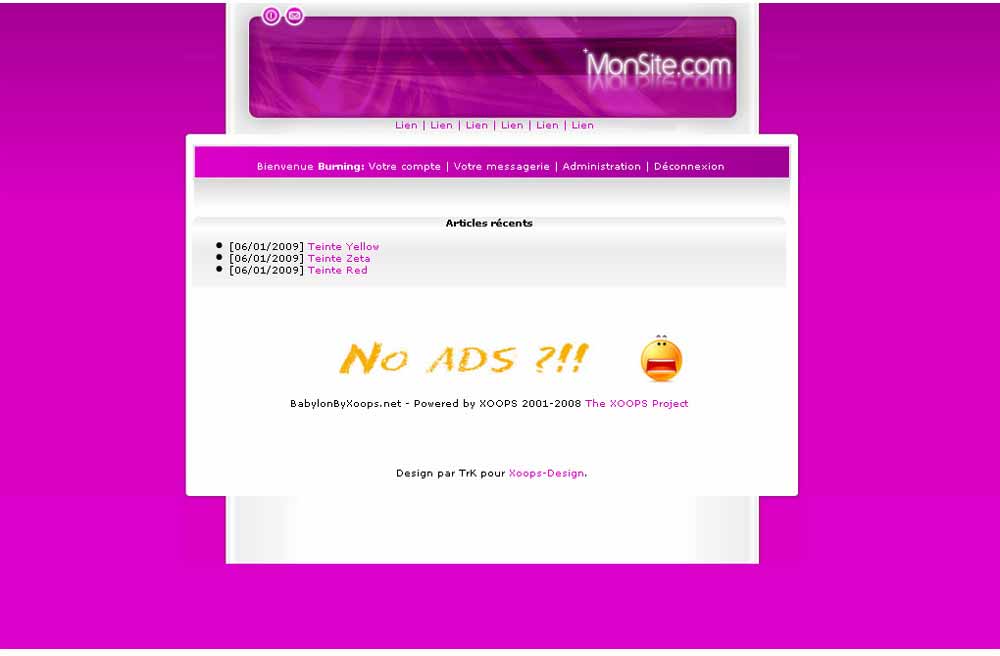 MonSite.com
Lien | Lien | Lien | Lien | Lien | Lien
Bienvenue Burning: Votre compte | Votre messagerie | Administration | Déconnexion
Articles récents
[06/01/2009] Teinte Yellow
[06/01/2009] Teinte Zeta
[06/01/2009] Teinte Red
No ADS ?!!
BabylonByXoops.net - Powered by XOOPS 2001-2008 The XOOPS Project
Design par TrK pour Xoops-Design.